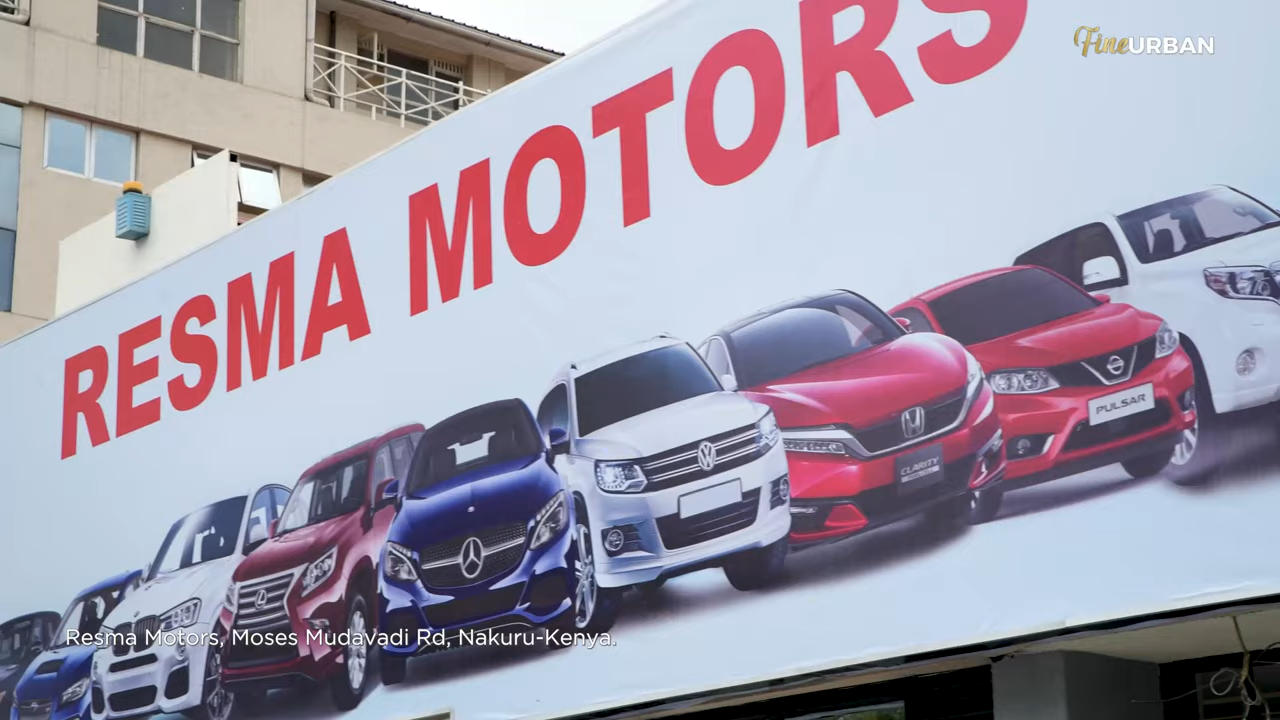 FineURBAN
RESMA MOTORS
PULSAR
CLARITY
Resma Motors, Moses Mudavadi Rd, Nakuru-Kenya.